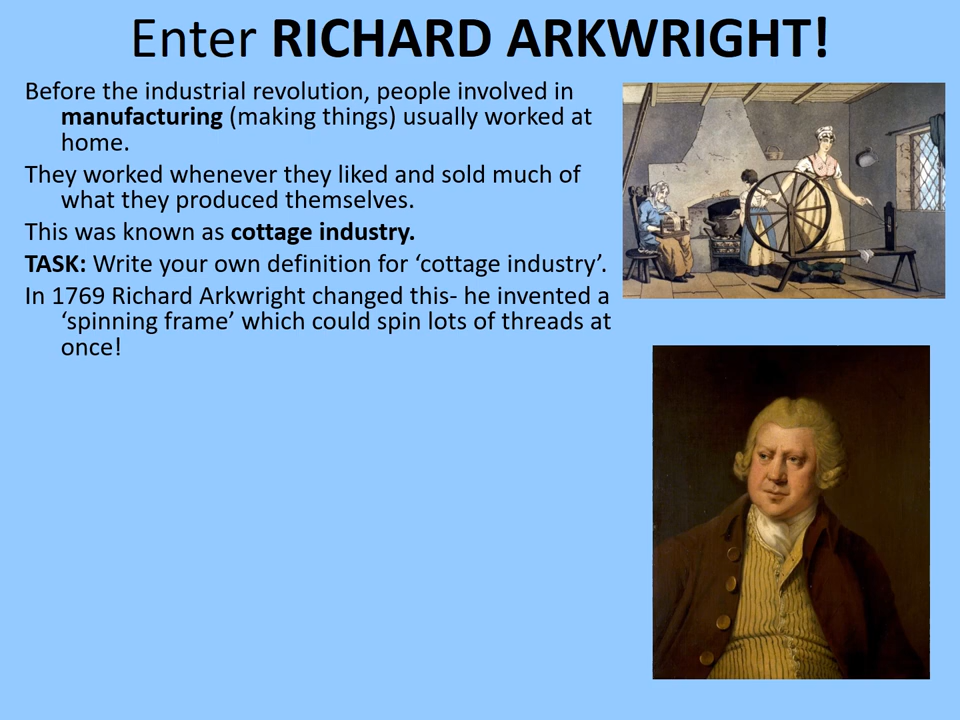 Enter RICHARD ARKWRIGHT!
Before the industrial revolution, people involved in
manufacturing (making things) usually worked at
home.
They worked whenever they liked and sold much of
what they produced themselves.
This was known as cottage industry.
TASK: Write your own definition for ‘cottage industry’.
In 1769 Richard Arkwright changed this- he invented a
‘spinning frame’ which could spin lots of threads at
once!